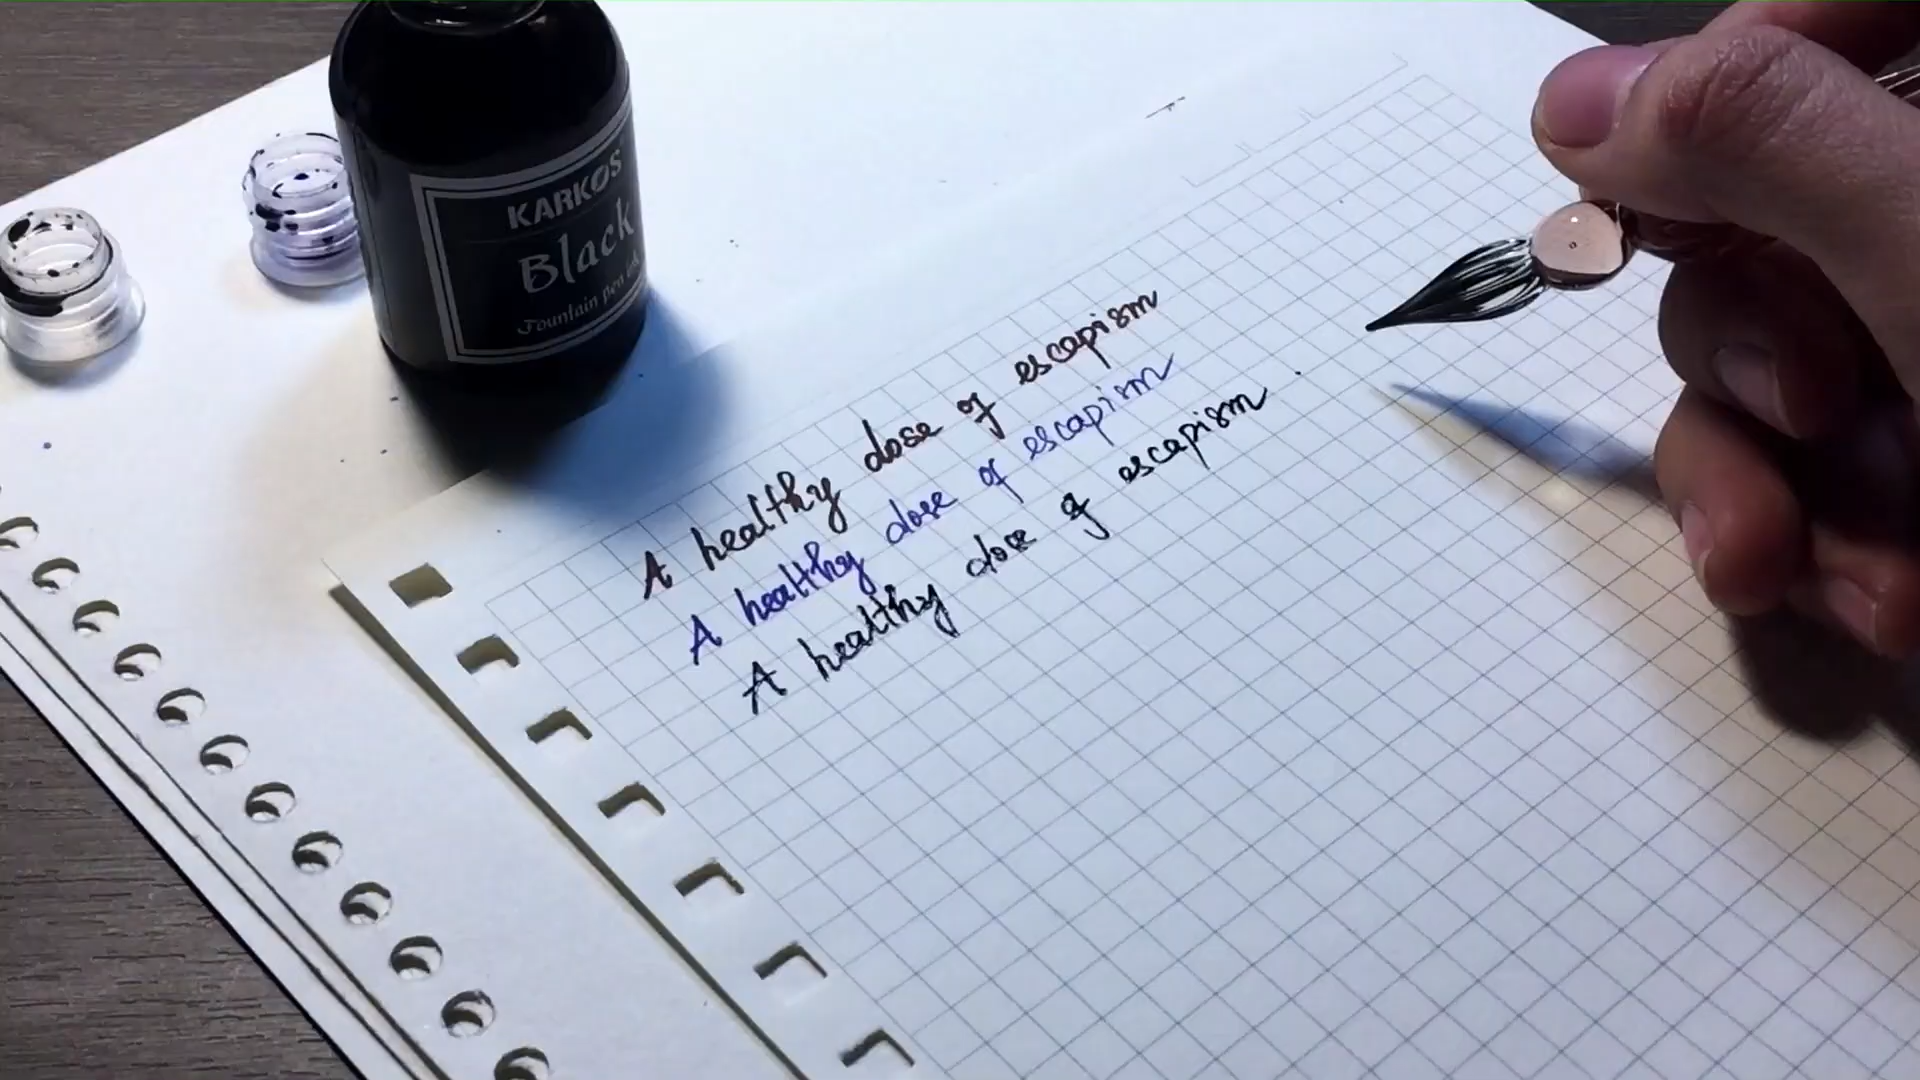 KARKOS
Black
Fountain pen ink
A healthy dose of escapism
A healthy dose of escapism
A healthy dose of escapism